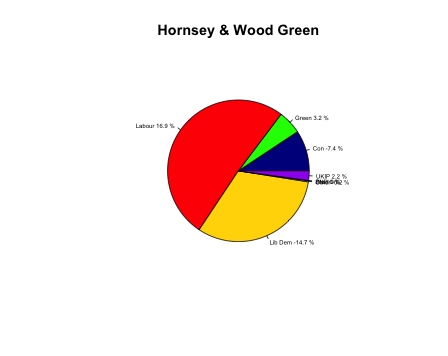 Hornsey & Wood Green
Green 3.2 %
Labour 16.9 %
Con -7.4 %
UKIP 2.2 %
Lib Dem -14.7 %